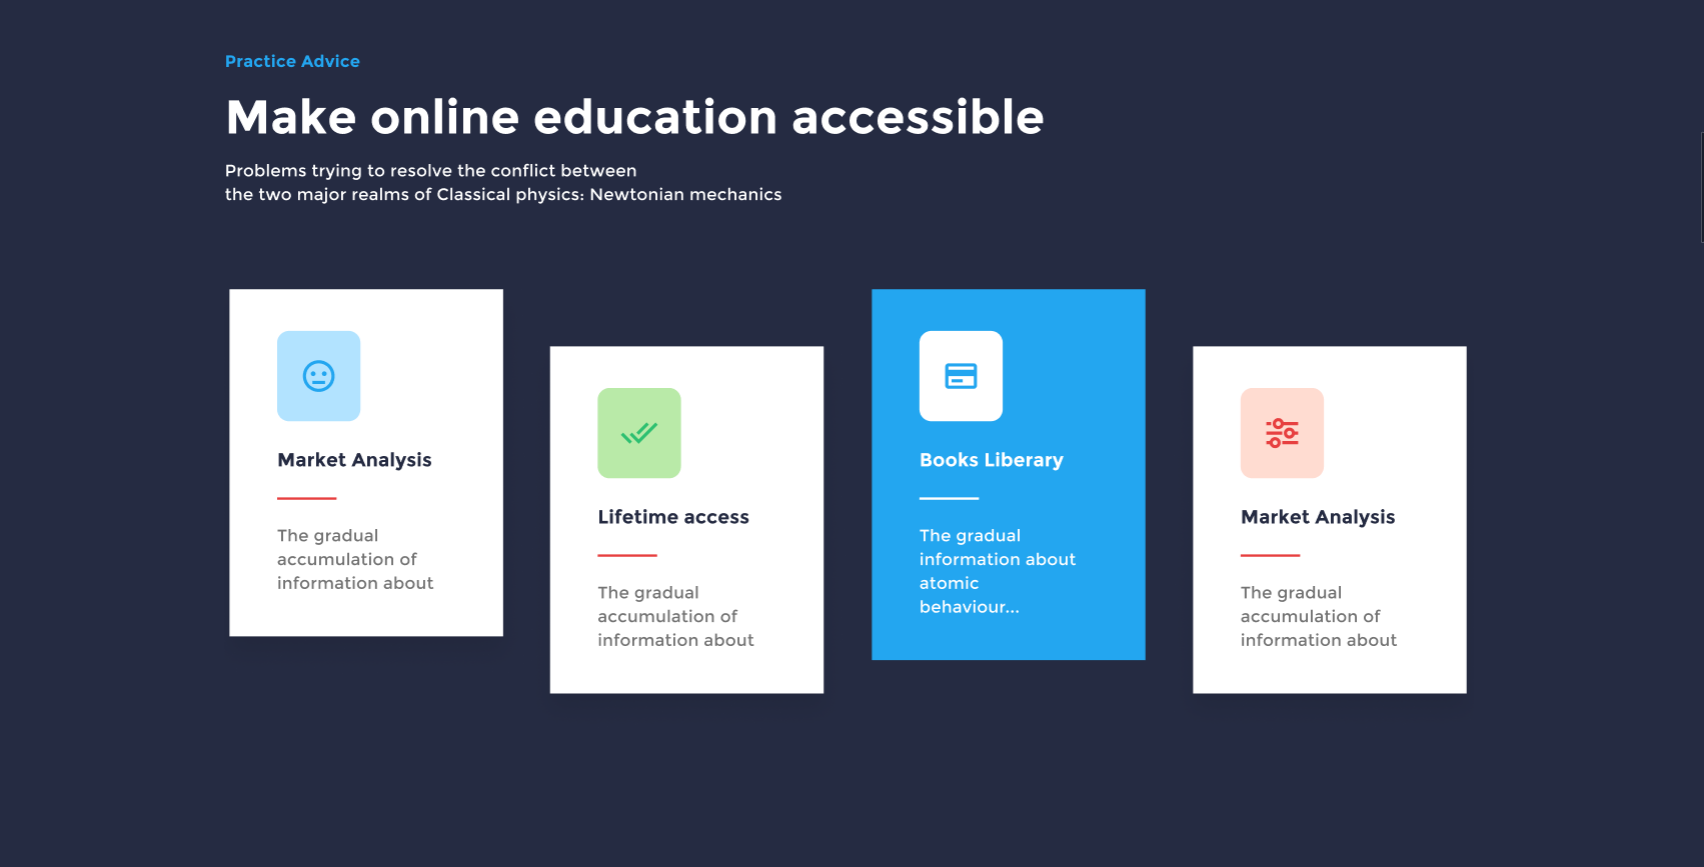 Practice Advice
Make online education accessible
Problems trying to resolve the conflict between
the two major realms of Classical physics: Newtonian mechanics
Market Analysis
The gradual
accumulation of
information about
Lifetime access
The gradual
accumulation of
information about
Books Liberary
The gradual
information about
atomic
behaviour...
Market Analysis
The gradual
accumulation of
information about